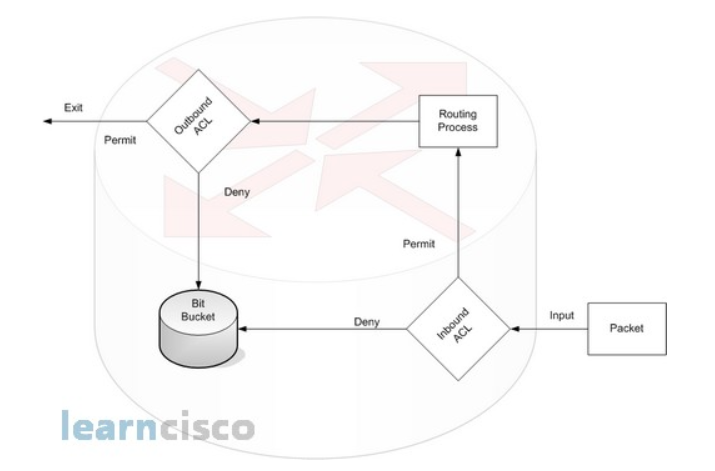 Exit
Outbound
ACL
Permit
Routing
Process
Deny
Permit
Bit
Bucket
Deny
Inbound
ACL
Input
Packet
learncisco